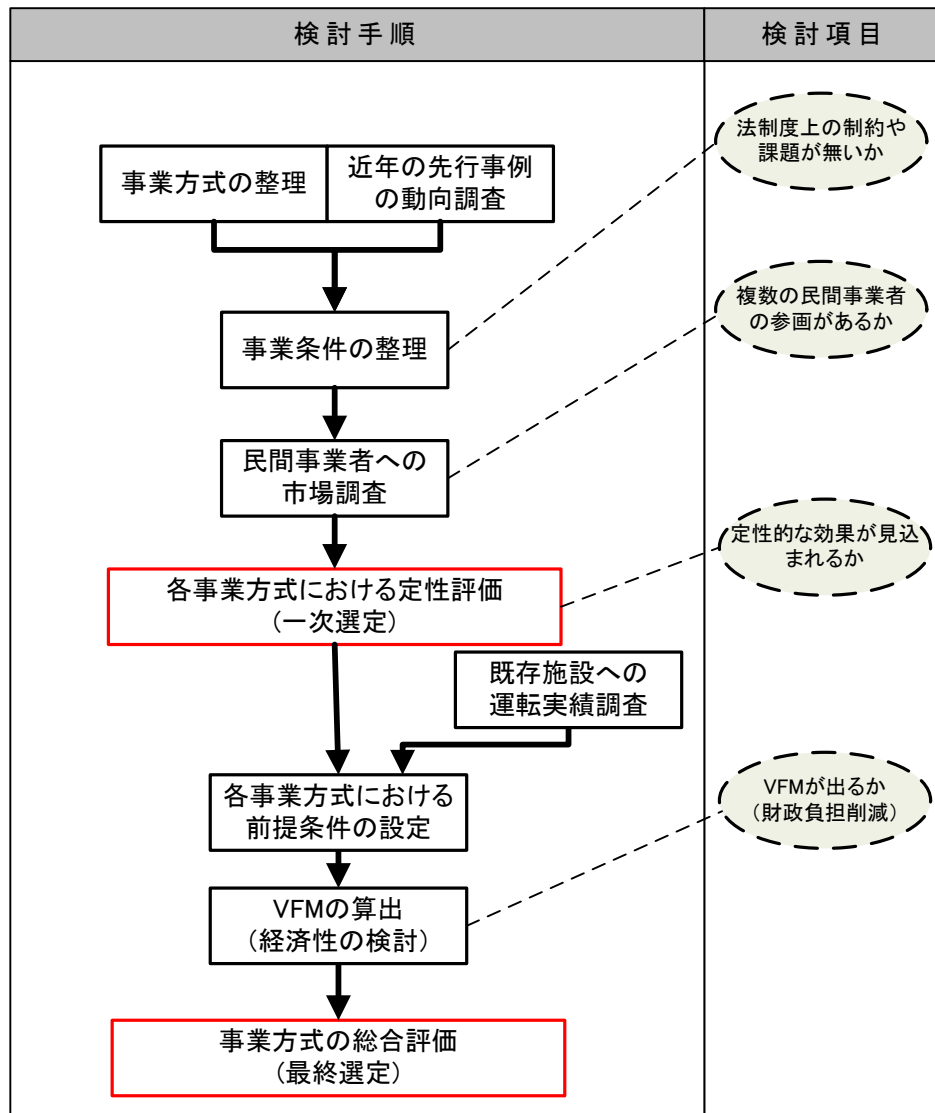 検討手順
検討項目
法制度上の制約や
課題が無いか
事業方式の整理
近年の先行事例
の動向調査
複数の民間事業者
の参画があるか
事業条件の整理
民間事業者への
市場調査
定性的な効果が見込
まれるか
各事業方式における定性評価
(一次選定)
既存施設への
運転実績調査
各事業方式における
前提条件の設定
VFMが出るか
(財政負担削減)
VFMの算出
(経済性の検討)
事業方式の総合評価
(最終選定)